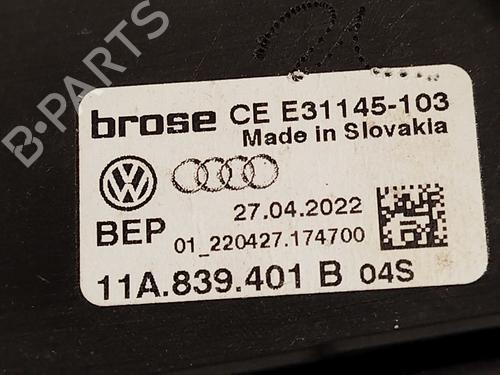 B-PARTS
brose CE E31145-103
Made in Slovakia
BEP
27.04.2022
01_220427.174700
11A.839.401 B 04S